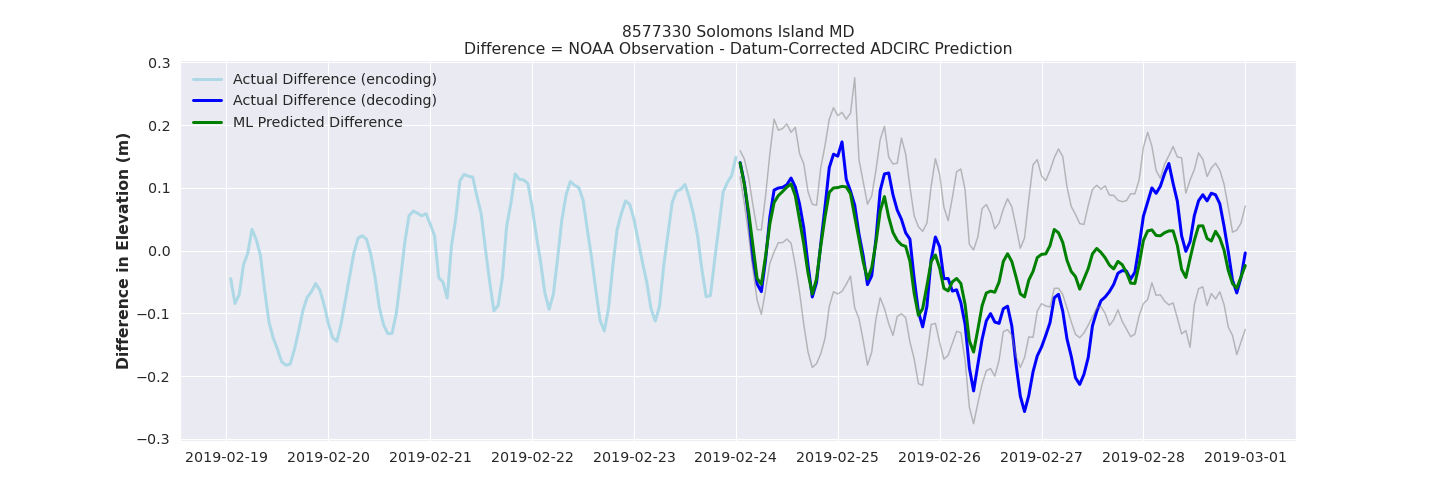 8577330 Solomons Island MD
Difference = NOAA Observation - Datum-Corrected ADCIRC Prediction
Difference in Elevation (m)
0.3
0.2
0.1
0.0
−0.1
−0.2
−0.3
Actual Difference (encoding)
Actual Difference (decoding)
ML Predicted Difference
2019-02-19 2019-02-20 2019-02-21 2019-02-22 2019-02-23 2019-02-24 2019-02-25 2019-02-26 2019-02-27 2019-02-28 2019-03-01